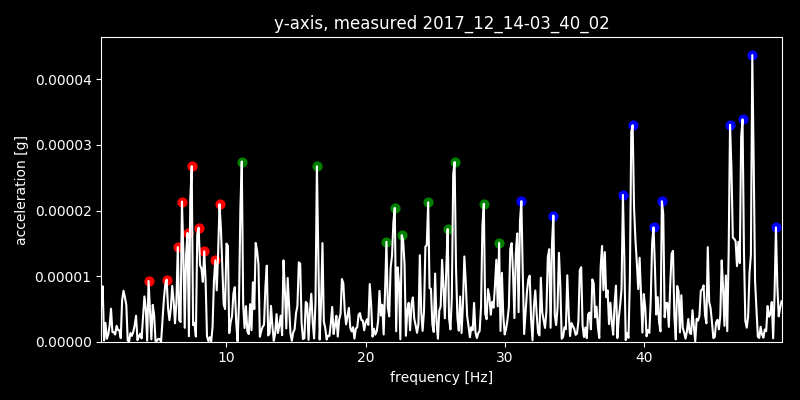 y-axis, measured 2017_12_14-03_40_02
acceleration [g]
0.00004
0.00003
0.00002
0.00001
0.00000
10 20 30 40
frequency [Hz]